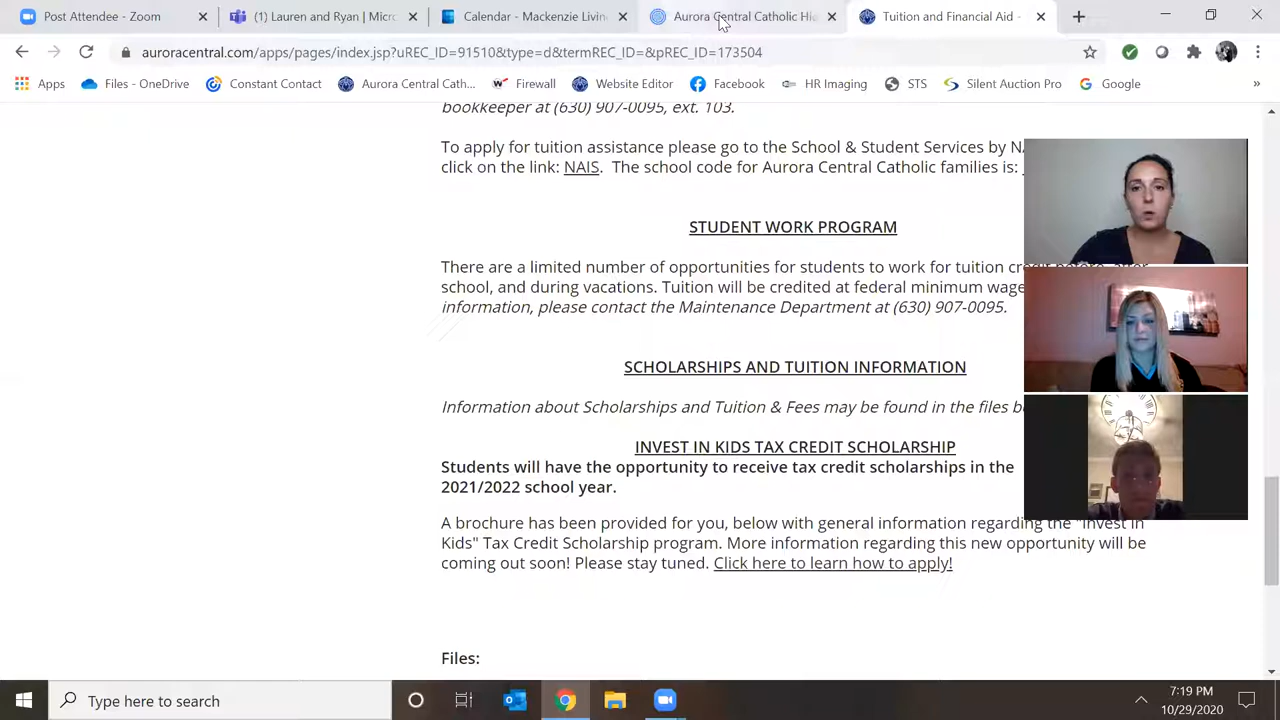 Post Attendee - Zoom
(1) Lauren and Ryan | Micr
Calendar - Mackenzie Livin
Aurora Central Catholic Hi
Tuition and Financial Aid -
auroracentral.com/apps/pages/index.jsp?uREC_ID=91510&type=d&termREC_ID=&pREC_ID=173504
Apps
Files - OneDrive
Constant Contact
Aurora Central Cath...
Firewall
Website Editor
Facebook
HR Imaging
STS
Silent Auction Pro
Google
bookkeeper at (630) 907-0095, ext. 103.
To apply for tuition assistance please go to the School & Student Services by NA
click on the link: NAIS. The school code for Aurora Central Catholic families is:
STUDENT WORK PROGRAM
There are a limited number of opportunities for students to work for tuition credit before, after
school, and during vacations. Tuition will be credited at federal minimum wage
information, please contact the Maintenance Department at (630) 907-0095.
SCHOLARSHIPS AND TUITION INFORMATION
Information about Scholarships and Tuition & Fees may be found in the files b
INVEST IN KIDS TAX CREDIT SCHOLARSHIP
Students will have the opportunity to receive tax credit scholarships in the
2021/2022 school year.
A brochure has been provided for you, below with general information regarding the "Invest in
Kids" Tax Credit Scholarship program. More information regarding this new opportunity will be
coming out soon! Please stay tuned. Click here to learn how to apply!
Files:
Type here to search
7:19 PM
10/29/2020